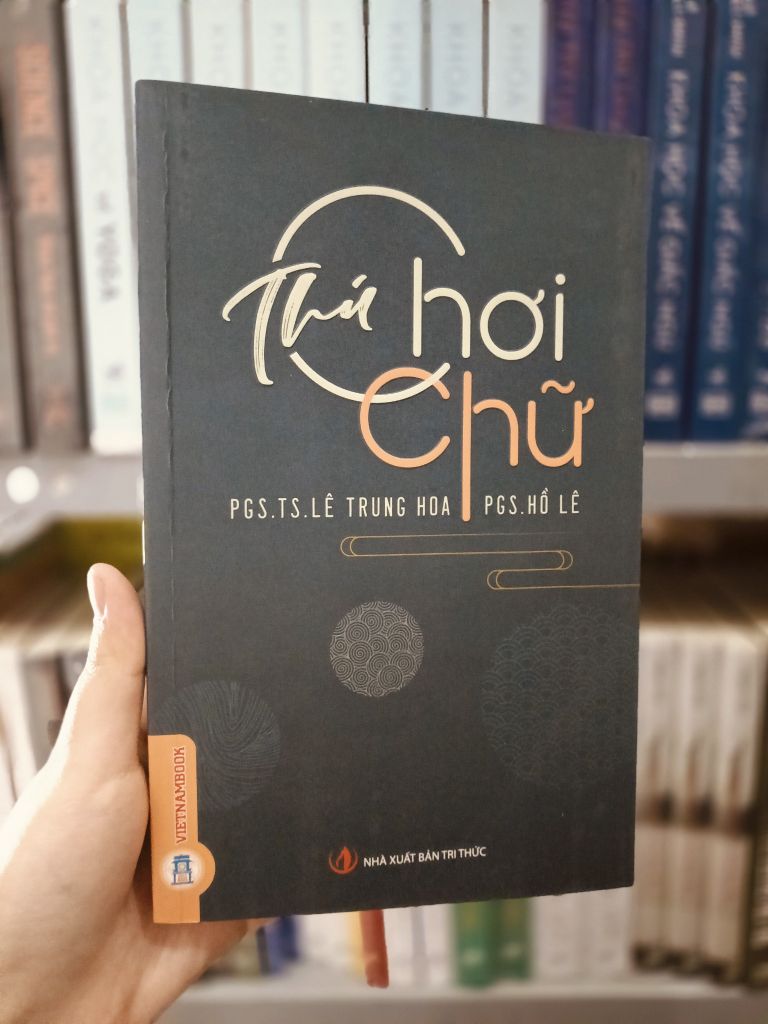 Thú Chơi
Chữ
PGS.TS.LÊ TRUNG HOA
PGS.HỒ LÊ
VIETNAMBOOK
NHÀ XUẤT BẢN TRI THỨC